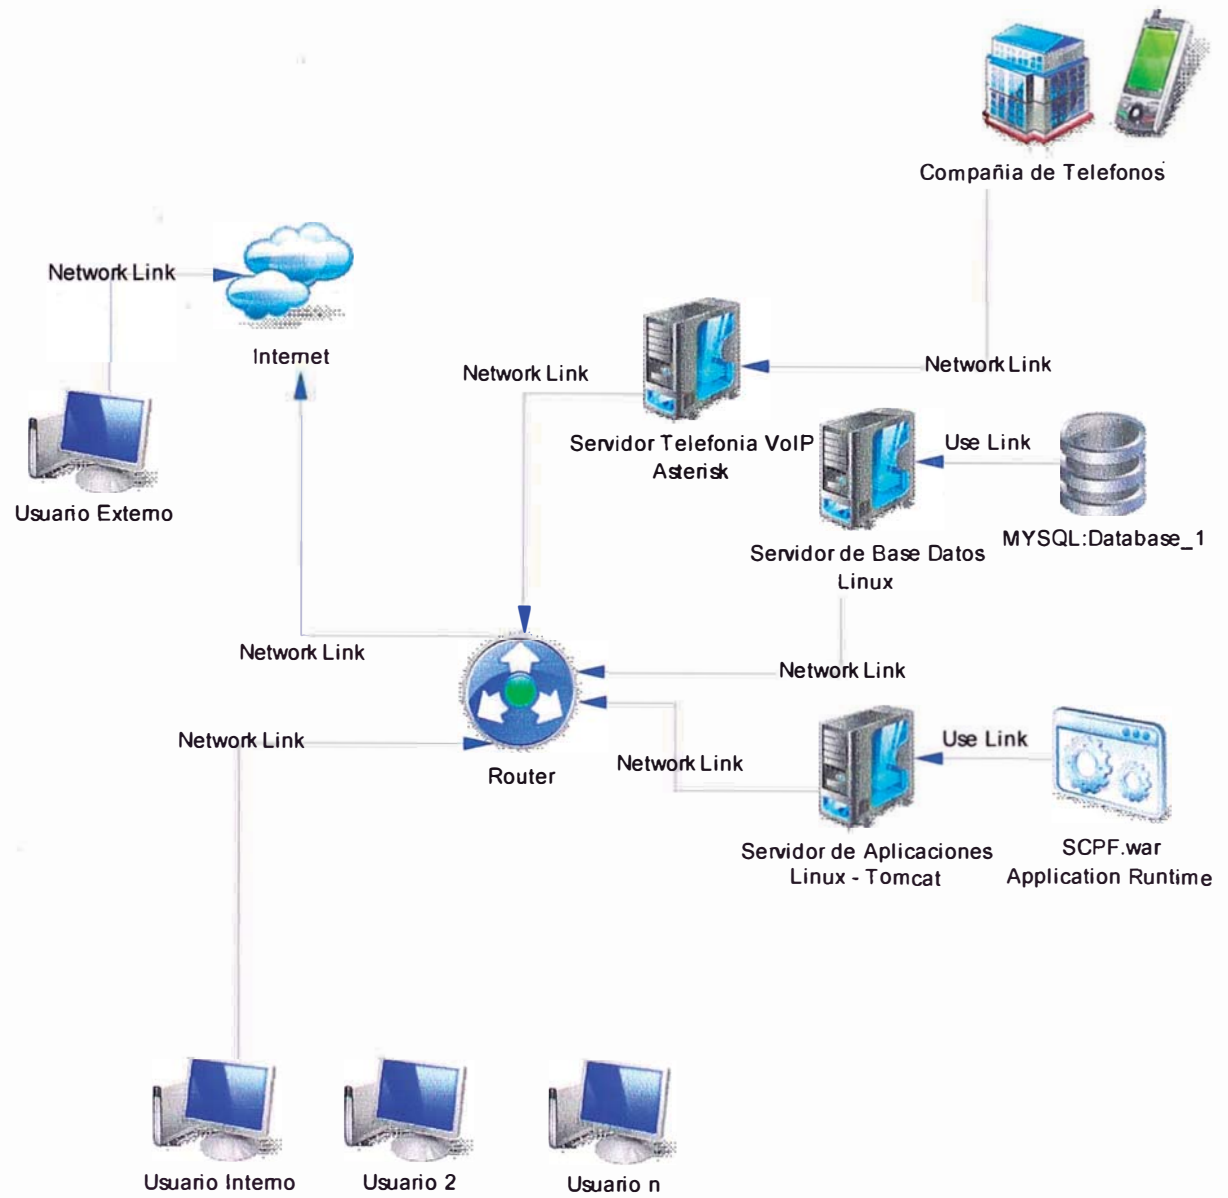 Compañia de Telefonos
Network Link
Internet
Network Link
Network Link
Servidor Telefonia VoIP
Asterisk
Use Link
Usuario Externo
MYSQL:Database_1
Servidor de Base Datos
Linux
Network Link
Network Link
Network Link
Router
Network Link
Use Link
Servidor de Aplicaciones
Linux - Tomcat
SCPF.war
Application Runtime
Usuario Interno
Usuario 2
Usuario n